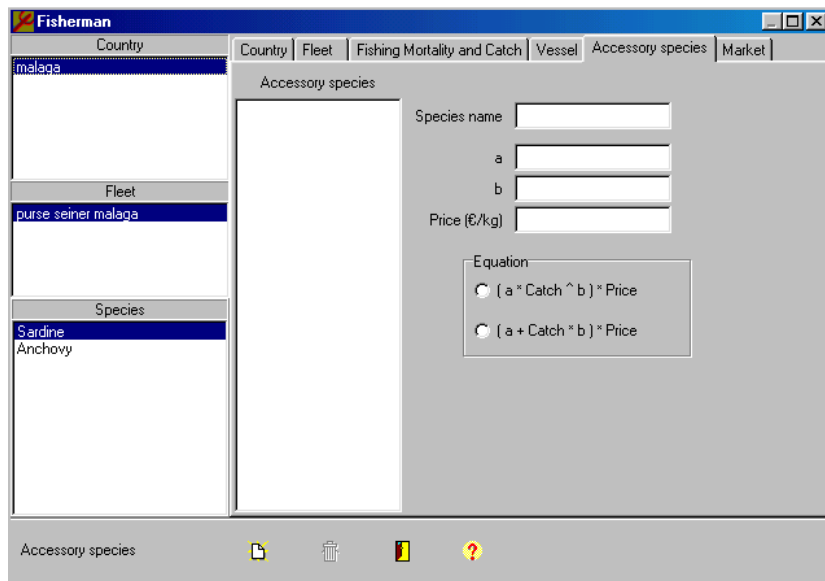 Fisherman
Country
malaga
Fleet
purse seiner malaga
Species
Sardine
Anchovy
Country Fleet Fishing Mortality and Catch Vessel Accessory species Market
Accessory species
Species name
a
b
Price (€/kg)
Equation
( a * Catch ^ b ) * Price
( a + Catch * b ) * Price
Accessory species
?